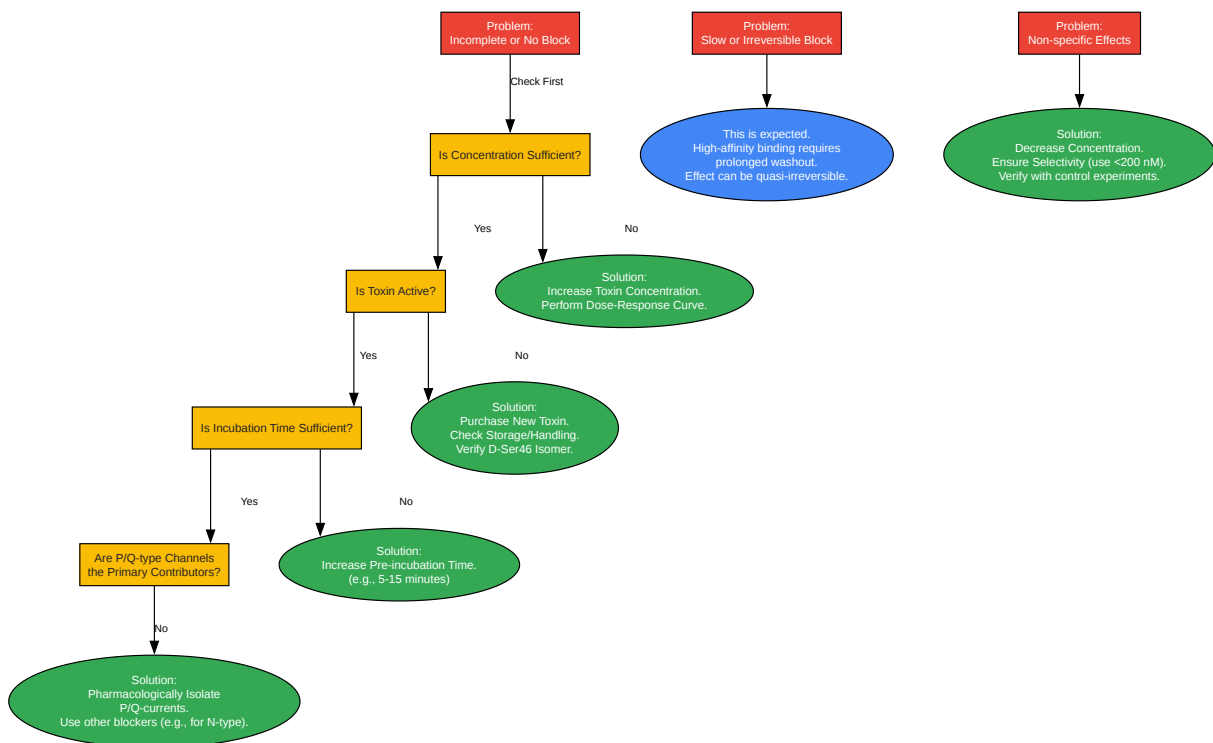 Problem:
Incomplete or No Block
Problem:
Slow or Irreversible Block
Problem:
Non-specific Effects
Check First
Is Concentration Sufficient?
This is expected.
High-affinity binding requires
prolonged washout.
Effect can be quasi-irreversible.
Solution:
Decrease Concentration.
Ensure Selectivity (use <200 nM).
Verify with control experiments.
Yes
No
Is Toxin Active?
Solution:
Increase Toxin Concentration.
Perform Dose-Response Curve.
Yes
No
Is Incubation Time Sufficient?
Solution:
Purchase New Toxin.
Check Storage/Handling.
Verify D-Ser46 Isomer.
Yes
No
Are P/Q-type Channels
the Primary Contributors?
Solution:
Increase Pre-incubation Time.
(e.g., 5-15 minutes)
No
Solution:
Pharmacologically Isolate
P/Q-currents.
Use other blockers (e.g., for N-type).